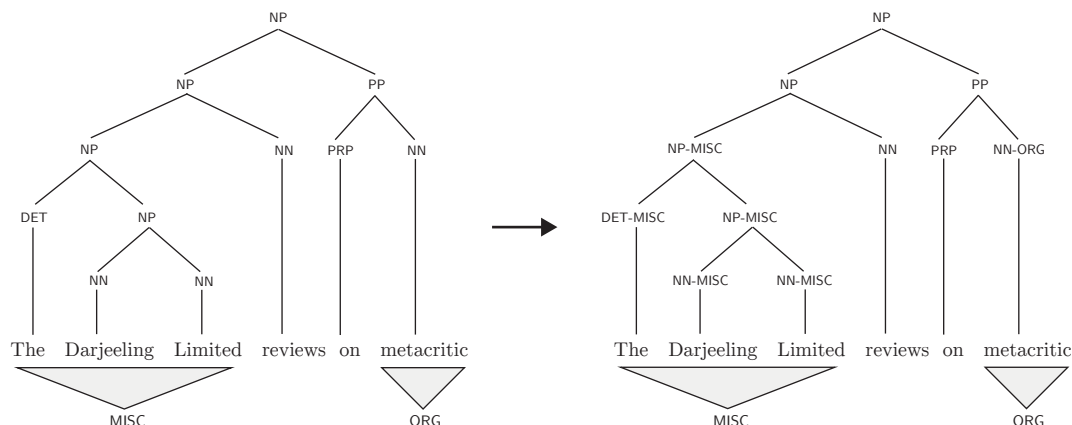 NP NP
NP PP NP PP
NP NN PRP NN NP-MISC NN PRP NN-ORG
DET NP DET-MISC NP-MISC
NN NN NN-MISC NN-MISC
The Darjeeling Limited reviews on metacritic The Darjeeling Limited reviews on metacritic
MISC ORG MISC ORG